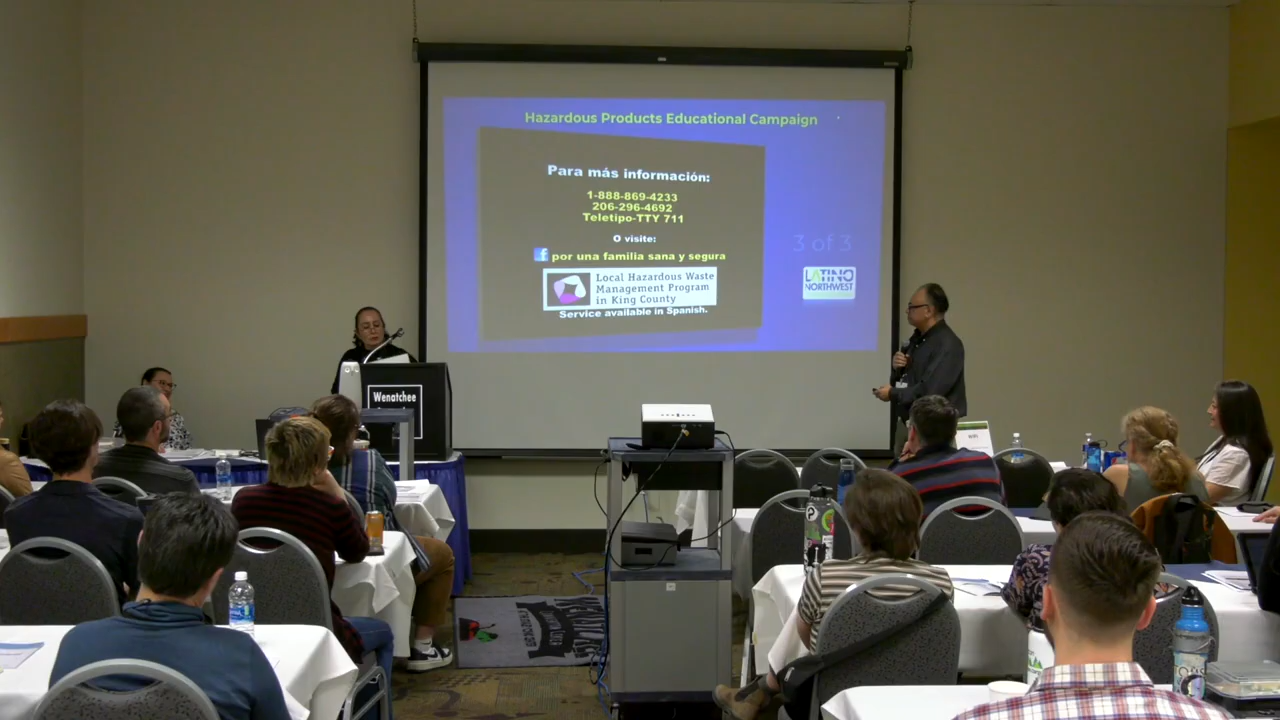 Hazardous Products Educational Campaign
Para más información:
1-888-869-4233
206-296-4692
Teletipo-TTY 711
O visite:
f por una familia sana y segura
Local Hazardous Waste
Management Program
in King County
Service available in Spanish.
3 of 3
LATINO
NORTHWEST
Wenatchee